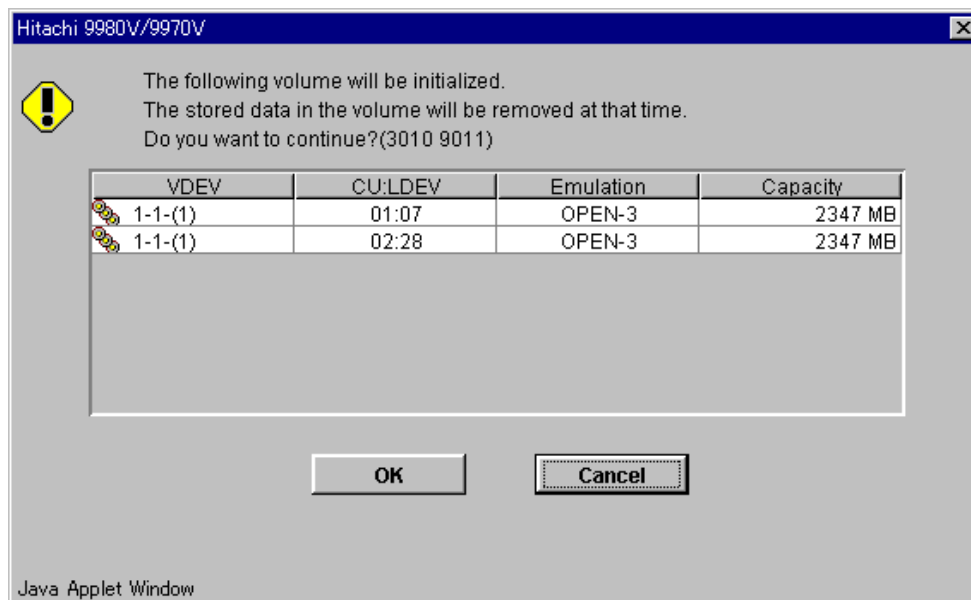 Hitachi 9980V/9970V
The following volume will be initialized.
The stored data in the volume will be removed at that time.
Do you want to continue?(3010 9011)
VDEV CU:LDEV Emulation Capacity
1-1-(1) 01:07 OPEN-3 2347 MB
1-1-(1) 02:28 OPEN-3 2347 MB
OK Cancel
Java Applet Window